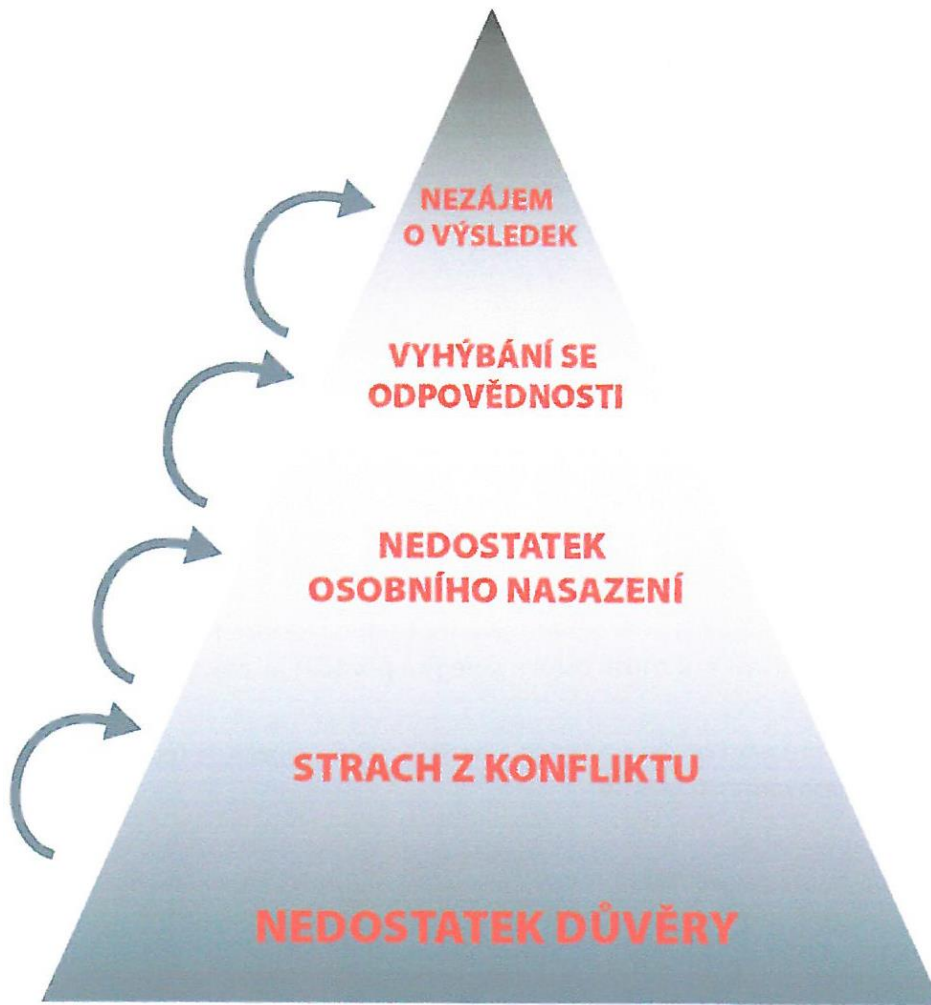 NEZÁJEM
O VÝSLEDEK
VYHÝBÁNÍ SE
ODPOVĚDNOSTI
NEDOSTATEK
OSOBNÍHO NASAZENÍ
STRACH Z KONFLIKTU
NEDOSTATEK DŮVĚRY